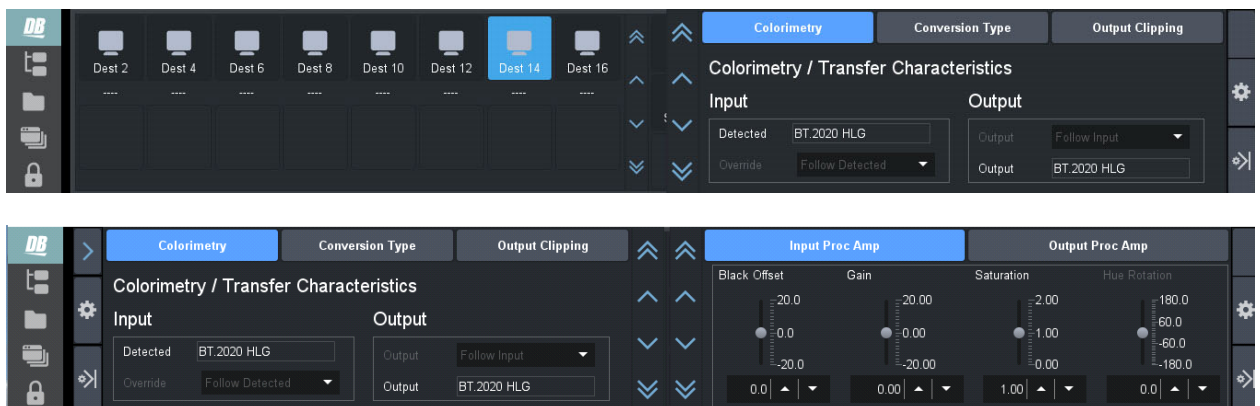 DB
Dest 2 Dest 4 Dest 6 Dest 8 Dest 10 Dest 12 Dest 14 Dest 16
---- ---- ---- ---- ---- ---- ---- ----
Colorimetry Conversion Type Output Clipping
Colorimetry / Transfer Characteristics
Input Output
Detected BT.2020 HLG Output Follow Input
Override Follow Detected Output BT.2020 HLG
DB
Colorimetry Conversion Type Output Clipping
Colorimetry / Transfer Characteristics
Input Output
Detected BT.2020 HLG Output Follow Input
Override Follow Detected Output BT.2020 HLG
Input Proc Amp Output Proc Amp
Black Offset Gain Saturation Hue Rotation
20.0 20.00 2.00 180.0
60.0
0.0 0.00 1.00
-60.0
-20.0 -20.00 0.00 -180.0
0.0 0.00 1.00 0.0